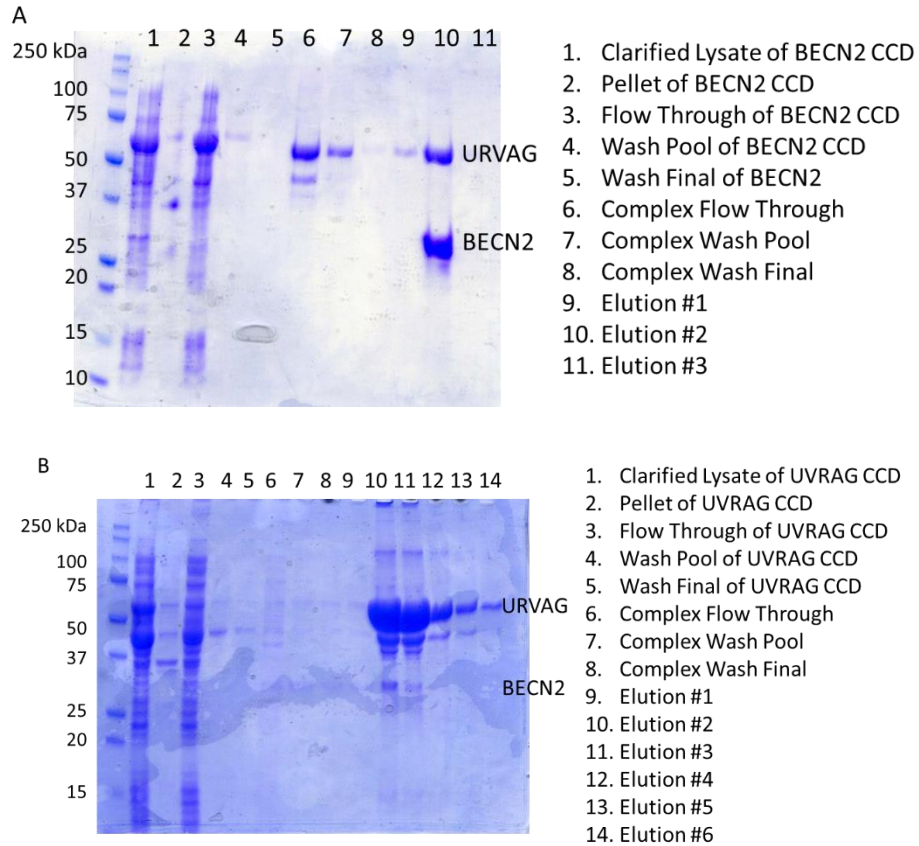 A
1 2 3 4 5 6 7 8 9 10 11
250 kDa
100
75
50
37
25
20
15
10
URVAG
BECN2
1. Clarified Lysate of BECN2 CCD
2. Pellet of BECN2 CCD
3. Flow Through of BECN2 CCD
4. Wash Pool of BECN2 CCD
5. Wash Final of BECN2
6. Complex Flow Through
7. Complex Wash Pool
8. Complex Wash Final
9. Elution #1
10. Elution #2
11. Elution #3
B
1 2 3 4 5 6 7 8 9 10 11 12 13 14
250 kDa
100
75
50
37
25
20
15
URVAG
BECN2
1. Clarified Lysate of UVRAG CCD
2. Pellet of UVRAG CCD
3. Flow Through of UVRAG CCD
4. Wash Pool of UVRAG CCD
5. Wash Final of UVRAG CCD
6. Complex Flow Through
7. Complex Wash Pool
8. Complex Wash Final
9. Elution #1
10. Elution #2
11. Elution #3
12. Elution #4
13. Elution #5
14. Elution #6